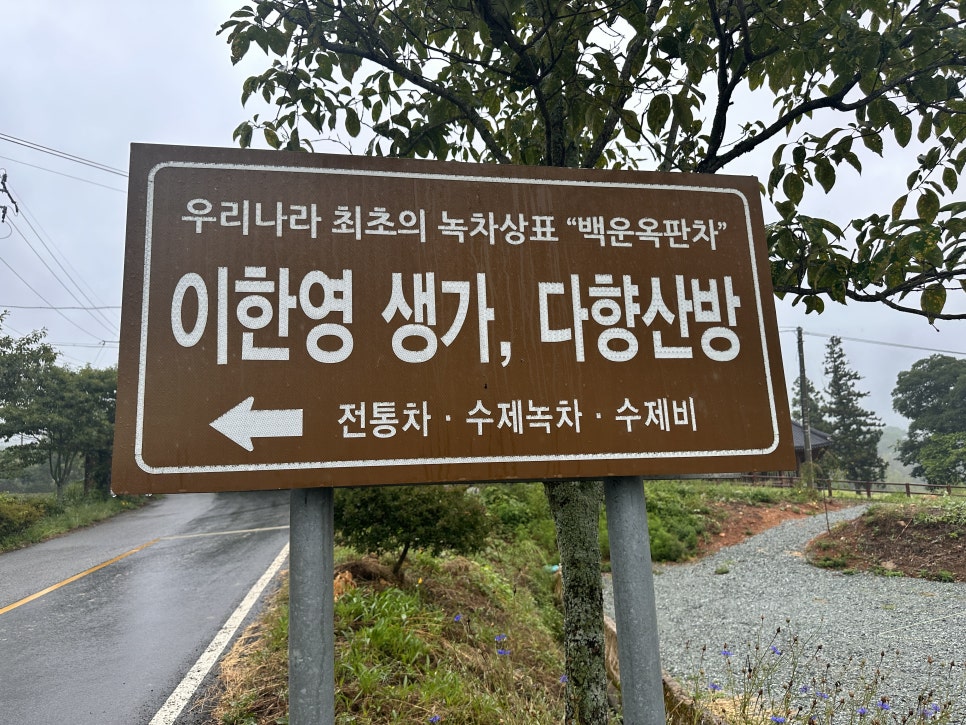 우리나라 최초의 녹차상표 “백운옥판차”
이한영 생가, 다향산방
전통차 · 수제녹차 · 수제비